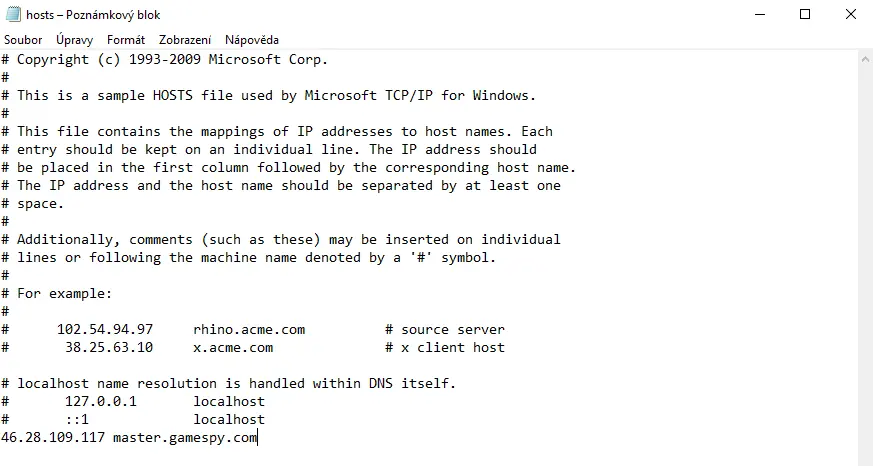 hosts – Poznámkový blok
Soubor Úpravy Formát Zobrazení Nápověda
# Copyright (c) 1993-2009 Microsoft Corp.
#
# This is a sample HOSTS file used by Microsoft TCP/IP for Windows.
#
# This file contains the mappings of IP addresses to host names. Each
# entry should be kept on an individual line. The IP address should
# be placed in the first column followed by the corresponding host name.
# The IP address and the host name should be separated by at least one
# space.
#
# Additionally, comments (such as these) may be inserted on individual
# lines or following the machine name denoted by a '#' symbol.
#
# For example:
#
#      102.54.94.97     rhino.acme.com          # source server
#       38.25.63.10     x.acme.com              # x client host

# localhost name resolution is handled within DNS itself.
#       127.0.0.1       localhost
#       ::1             localhost
46.28.109.117 master.gamespy.com